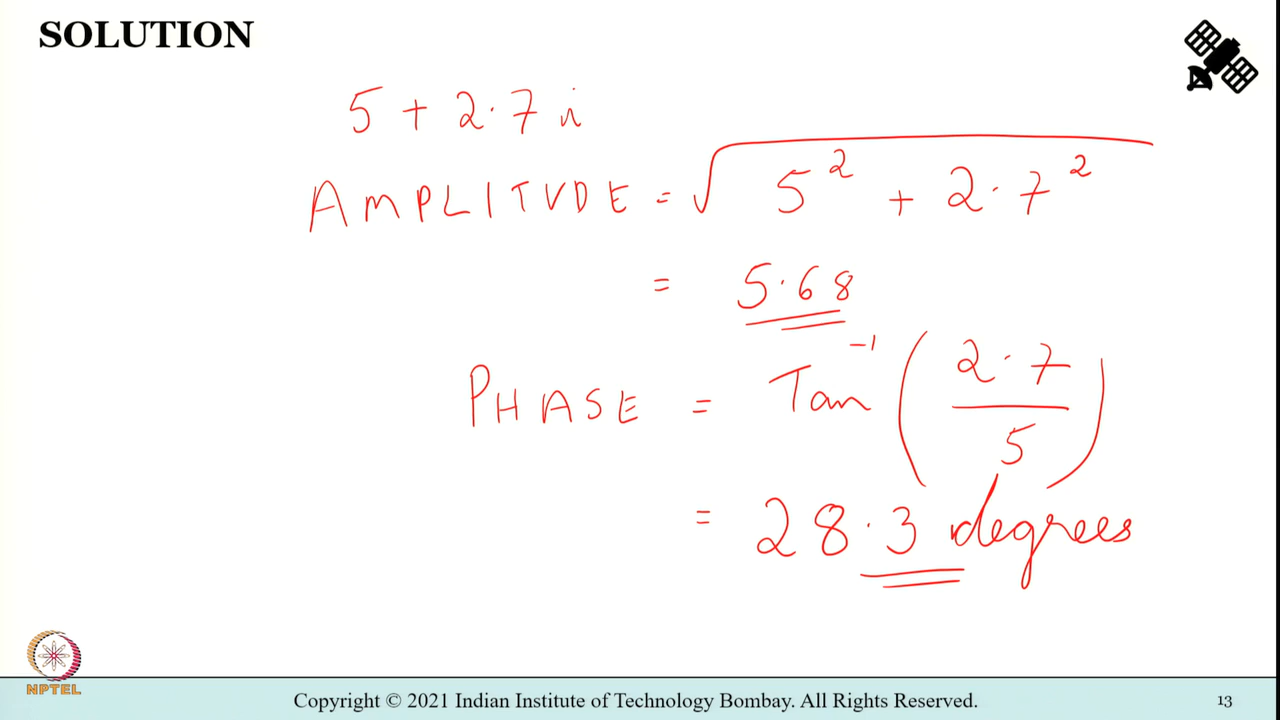 SOLUTION
5 + 2.7 i
AMPLITUDE = √ 5² + 2.7²
= 5.68
PHASE = Tan⁻¹ ( 2.7 / 5 )
= 28.3 degrees
NPTEL
Copyright © 2021 Indian Institute of Technology Bombay. All Rights Reserved.
13